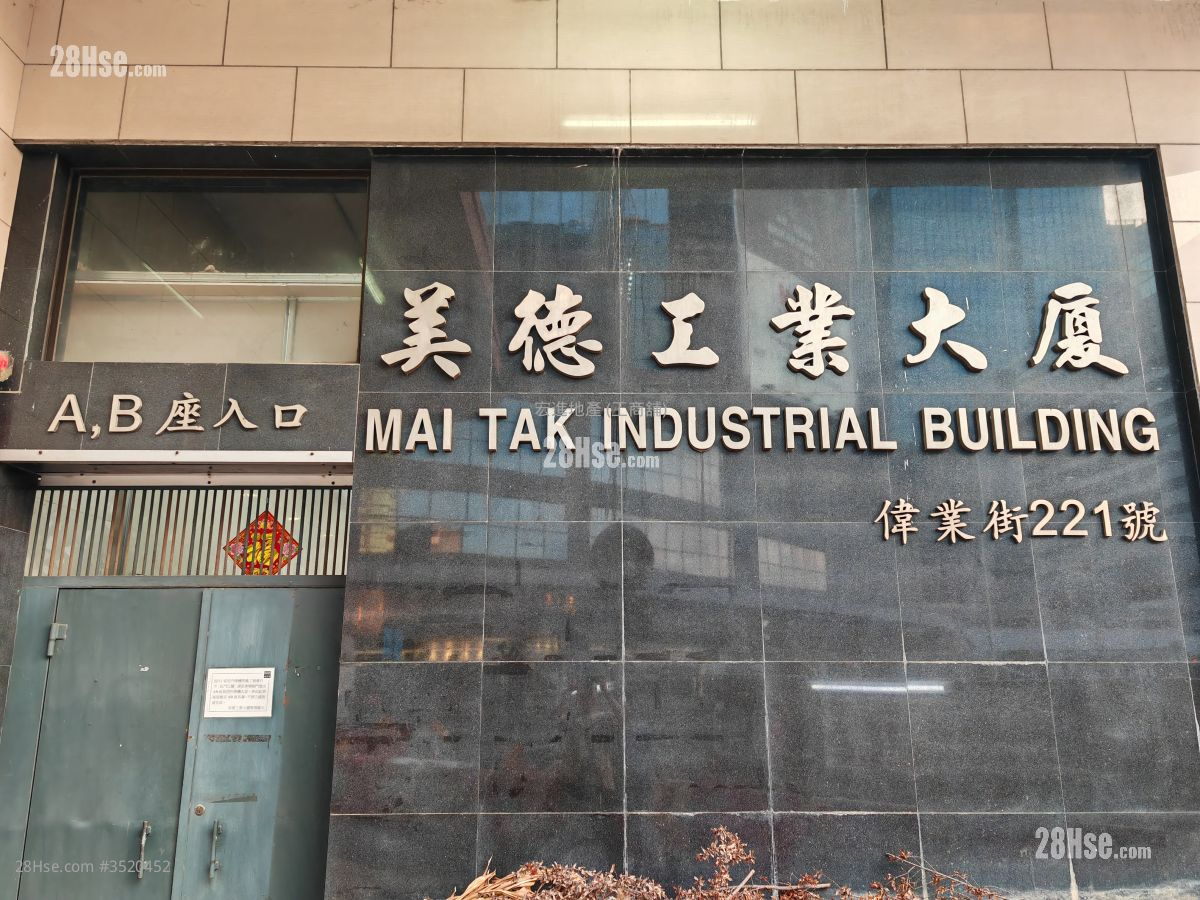 28Hse.com
美德工業大廈
A,B座入口
宏進地產(工商舖)
MAI TAK INDUSTRIAL BUILDING
28Hse.com
偉業街221號
28Hse.com #3520452
28Hse.com